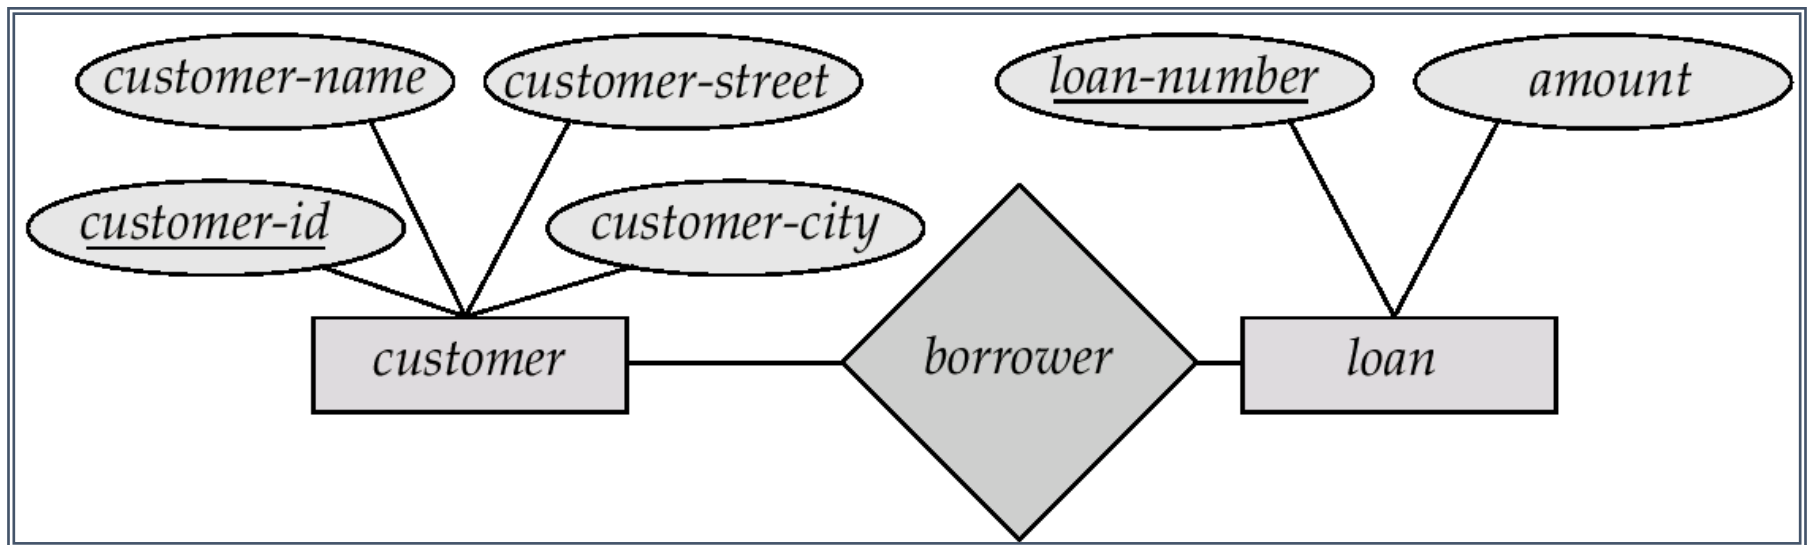 customer-name
customer-street
loan-number
amount
customer-id
customer-city
customer
borrower
loan